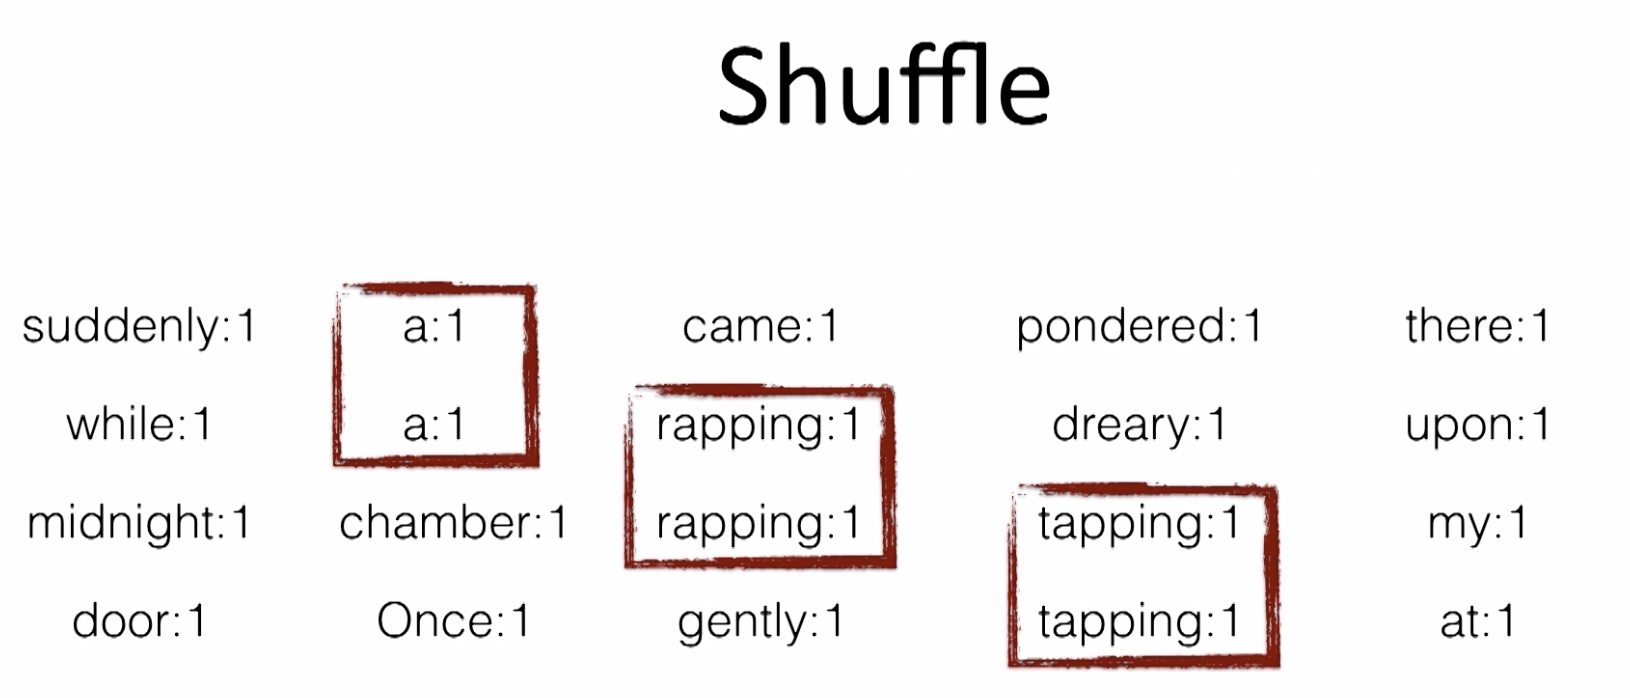 Shuffle
suddenly:1 a:1 came:1 pondered:1 there:1
while:1 a:1 rapping:1 dreary:1 upon:1
midnight:1 chamber:1 rapping:1 tapping:1 my:1
door:1 Once:1 gently:1 tapping:1 at:1